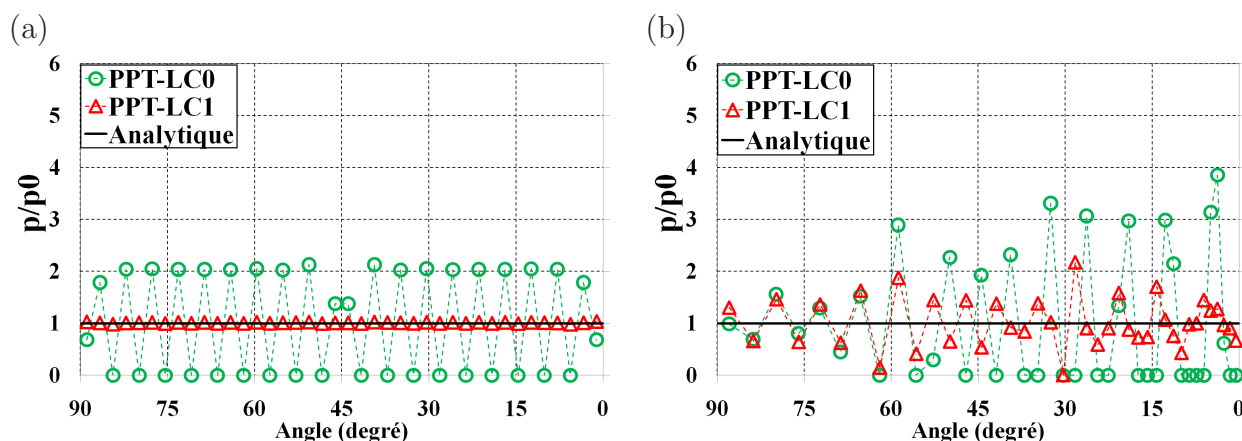 (a)
p/p0
6
5
4
3
2
1
0
PPT-LC0
PPT-LC1
Analytique
90 75 60 45 30 15 0
Angle (degré)
(b)
p/p0
6
5
4
3
2
1
0
PPT-LC0
PPT-LC1
Analytique
90 75 60 45 30 15 0
Angle (degré)